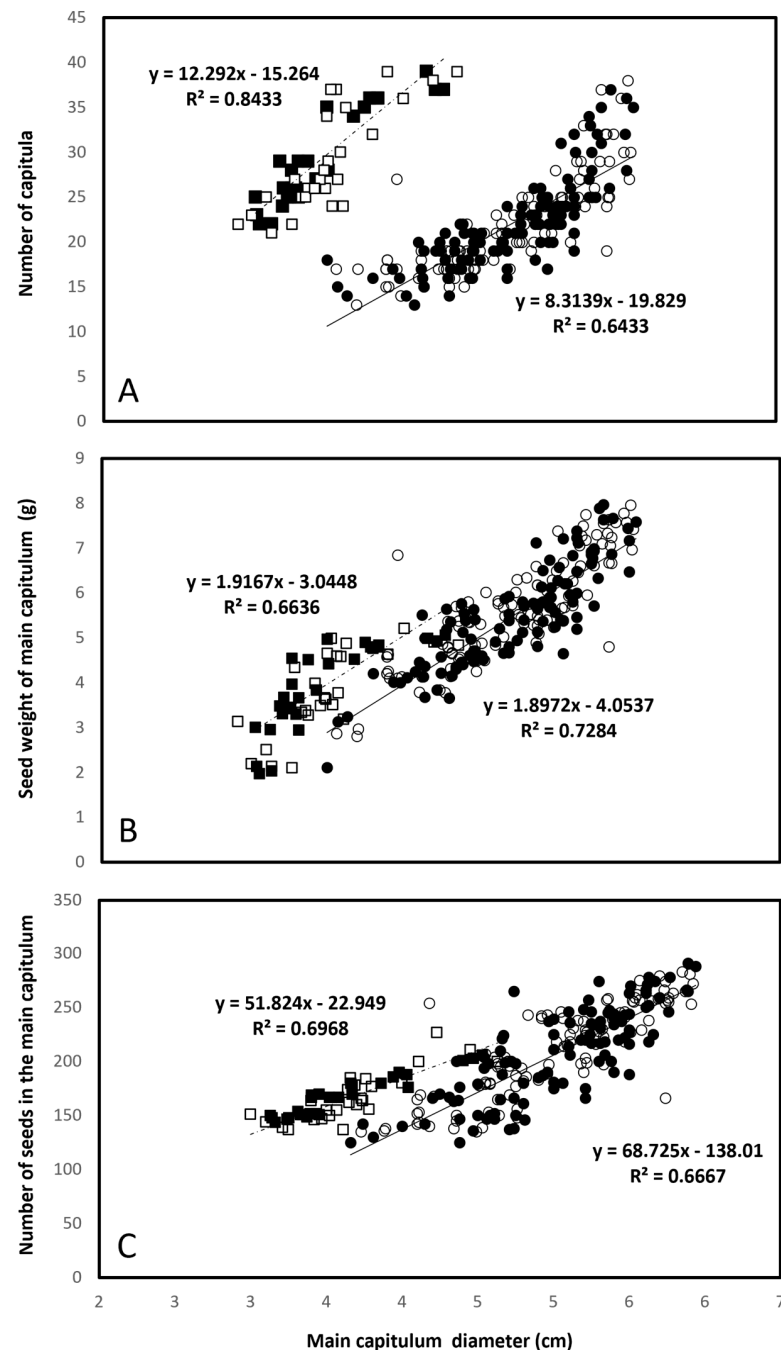 45
40
35
30
25
20
15
10
5
0
Number of capitula
y = 12.292x - 15.264
R² = 0.8433
y = 8.3139x - 19.829
R² = 0.6433
A
9
8
7
6
5
4
3
2
1
0
Seed weight of main capitulum (g)
y = 1.9167x - 3.0448
R² = 0.6636
y = 1.8972x - 4.0537
R² = 0.7284
B
350
300
250
200
150
100
50
0
Number of seeds in the main capitulum
y = 51.824x - 22.949
R² = 0.6968
y = 68.725x - 138.01
R² = 0.6667
C
2 3 3 4 4 5 5 6 6 7
Main capitulum diameter (cm)